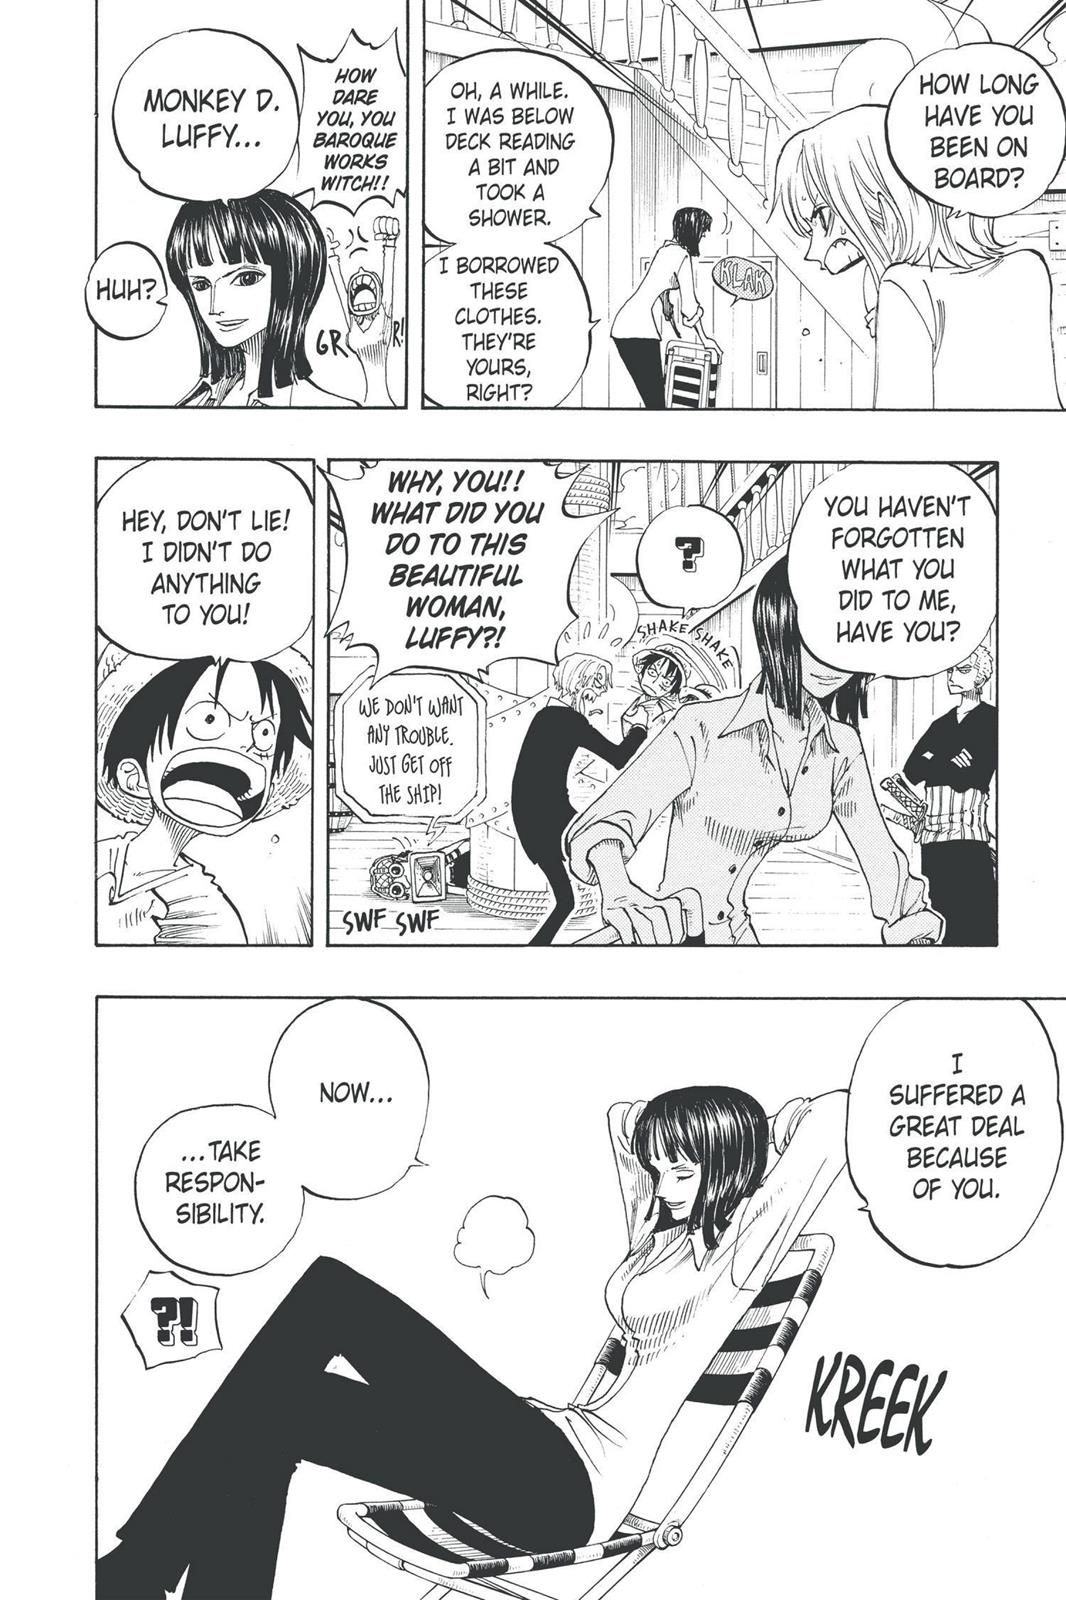 HOW LONG
HAVE YOU
BEEN ON
BOARD?
OH, A WHILE.
I WAS BELOW
DECK READING
A BIT AND
TOOK A
SHOWER.
KLAK
I BORROWED
THESE
CLOTHES.
THEY'RE
YOURS,
RIGHT?
HOW
DARE
YOU, YOU
BAROQUE
WORKS
WITCH!!
MONKEY D.
LUFFY...
HUH?
GR
R!
YOU HAVEN'T
FORGOTTEN
WHAT YOU
DID TO ME,
HAVE YOU?
?
SHAKE SHAKE
WHY, YOU!!
WHAT DID YOU
DO TO THIS
BEAUTIFUL
WOMAN,
LUFFY?!
WE DON'T WANT
ANY TROUBLE.
JUST GET OFF
THE SHIP!
SWF SWF
HEY, DON'T LIE!
I DIDN'T DO
ANYTHING
TO YOU!
I
SUFFERED A
GREAT DEAL
BECAUSE
OF YOU.
NOW...
...TAKE
RESPON-
SIBILITY.
?!
KREEK